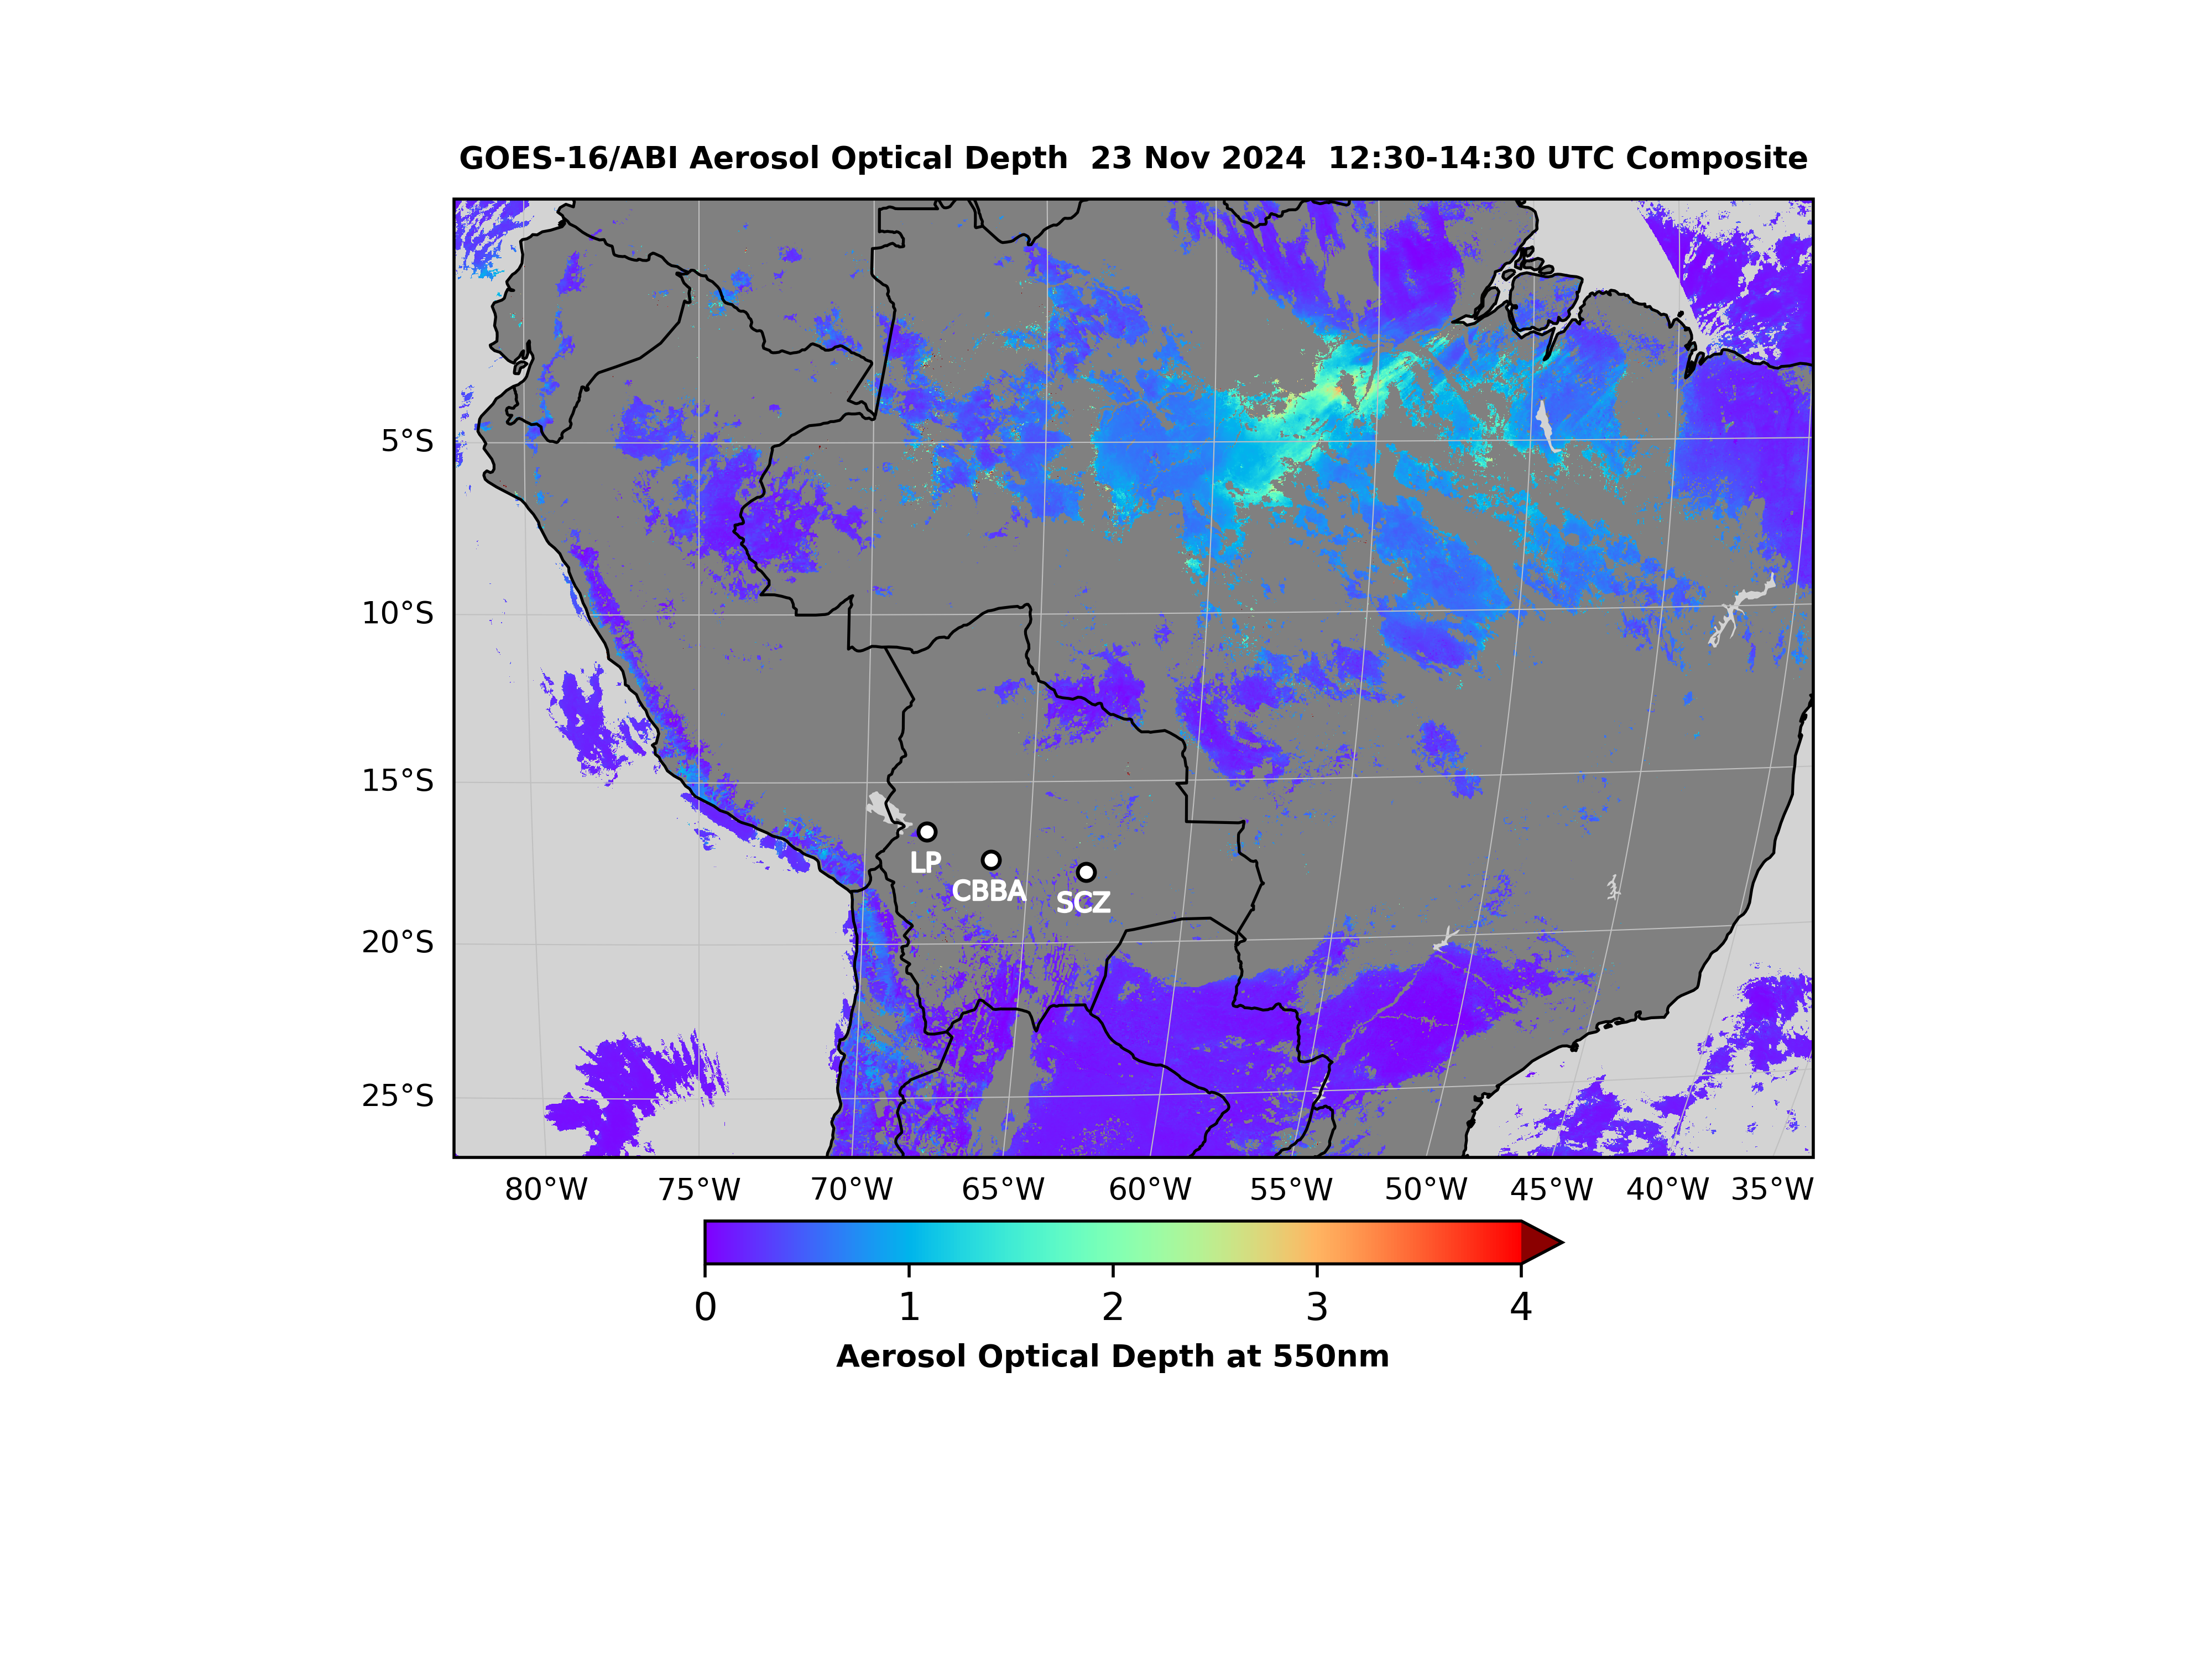 GOES-16/ABI Aerosol Optical Depth  23 Nov 2024  12:30-14:30 UTC Composite
5°S
10°S
15°S
LP
CBBA
SCZ
20°S
25°S
80°W 75°W 70°W 65°W 60°W 55°W 50°W 45°W 40°W 35°W
0 1 2 3 4
Aerosol Optical Depth at 550nm